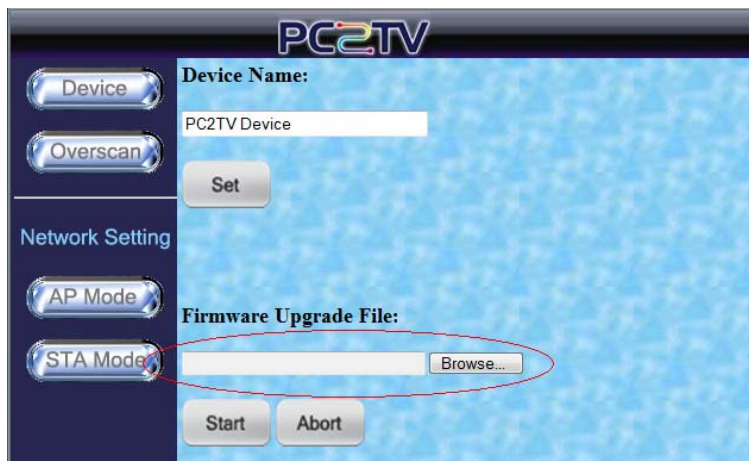 PC2TV
Device
Overscan
Network Setting
AP Mode
STA Mode
Device Name:
PC2TV Device
Set
Firmware Upgrade File:
Browse...
Start Abort